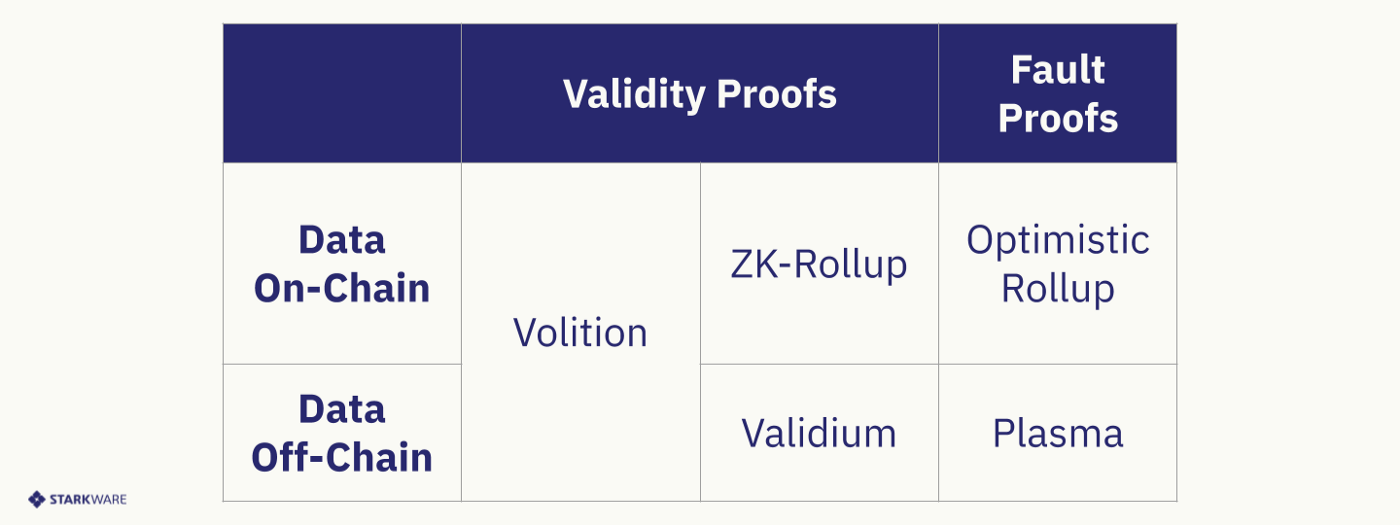 Validity Proofs
Fault
Proofs
Data
On-Chain
Volition
ZK-Rollup
Optimistic
Rollup
Data
Off-Chain
Validium
Plasma
STARKWARE